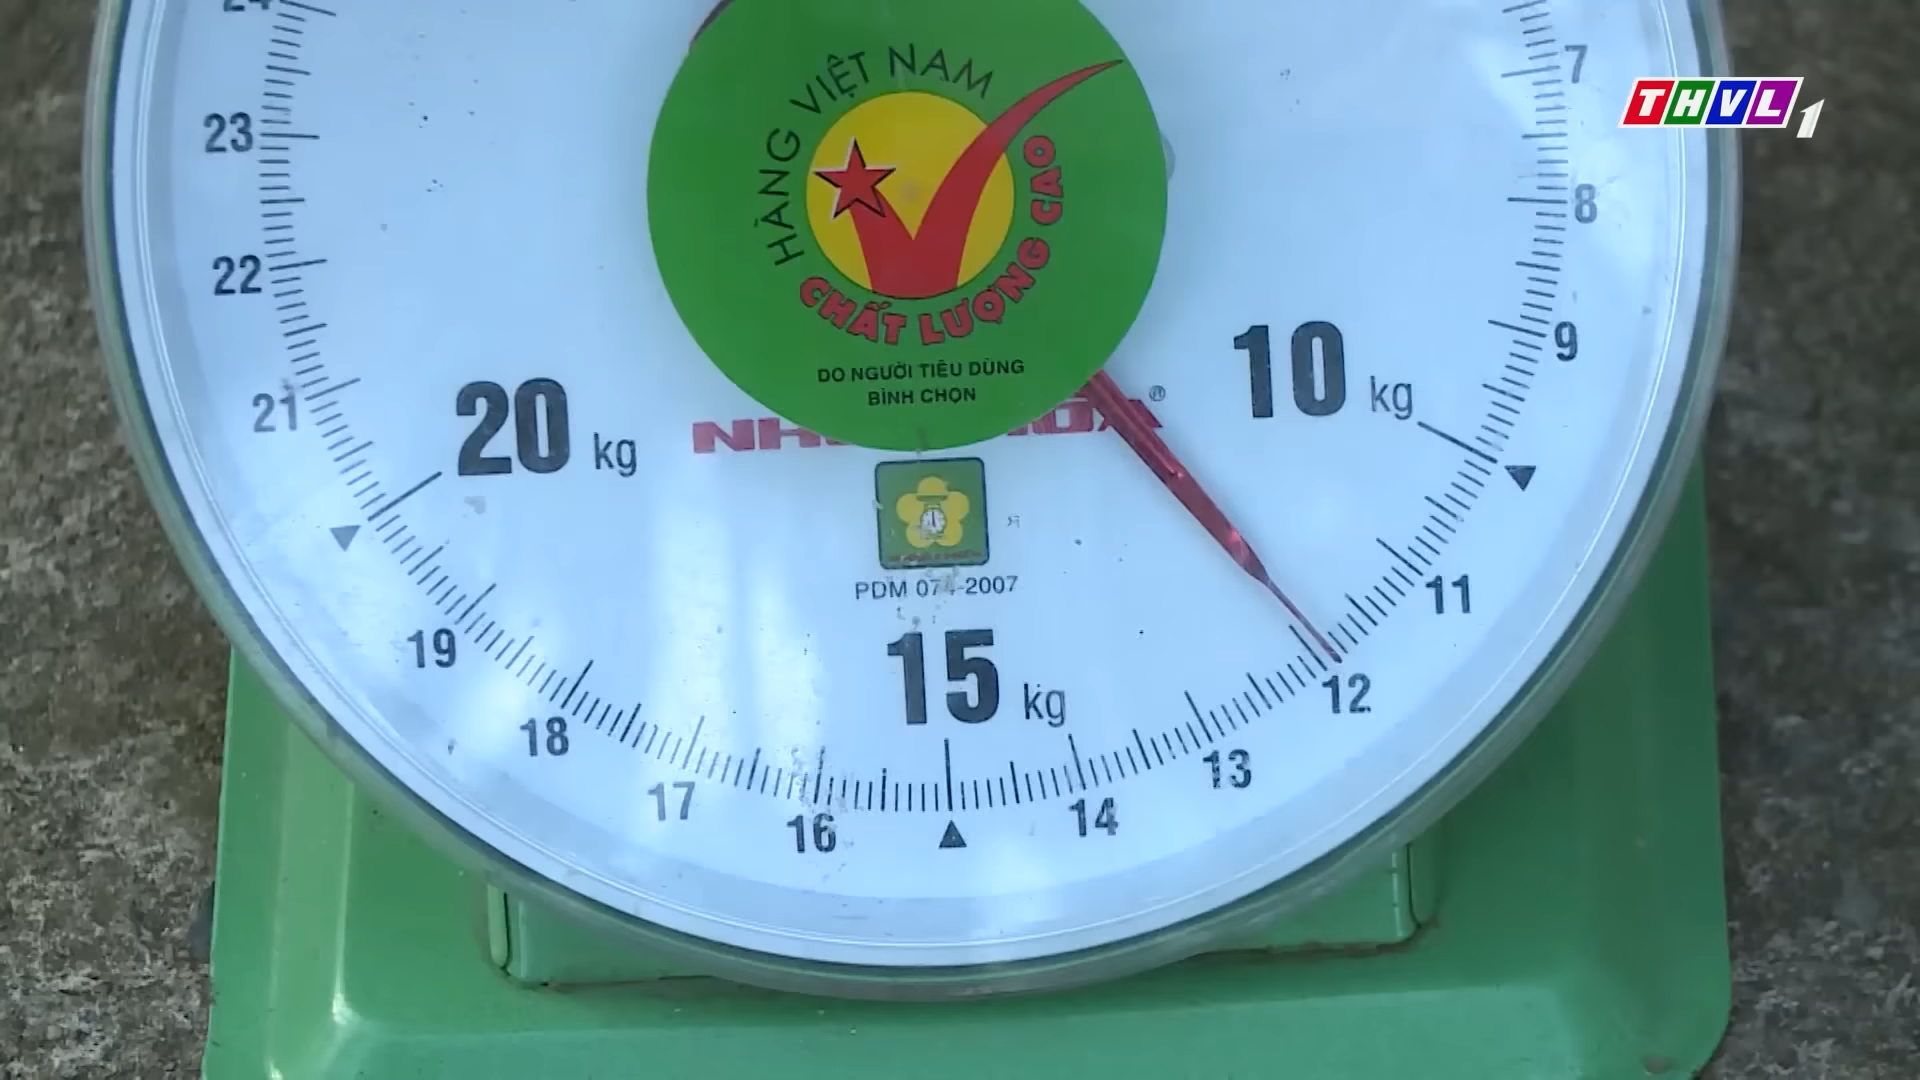 24
7
THVL1
23
HÀNG VIỆT NAM
CHẤT LƯỢNG CAO
8
22
9
DO NGƯỜI TIÊU DÙNG
BÌNH CHỌN
10 kg
21
20 kg
®
PDM 074-2007
11
19
15 kg
12
18
13
17
16
14